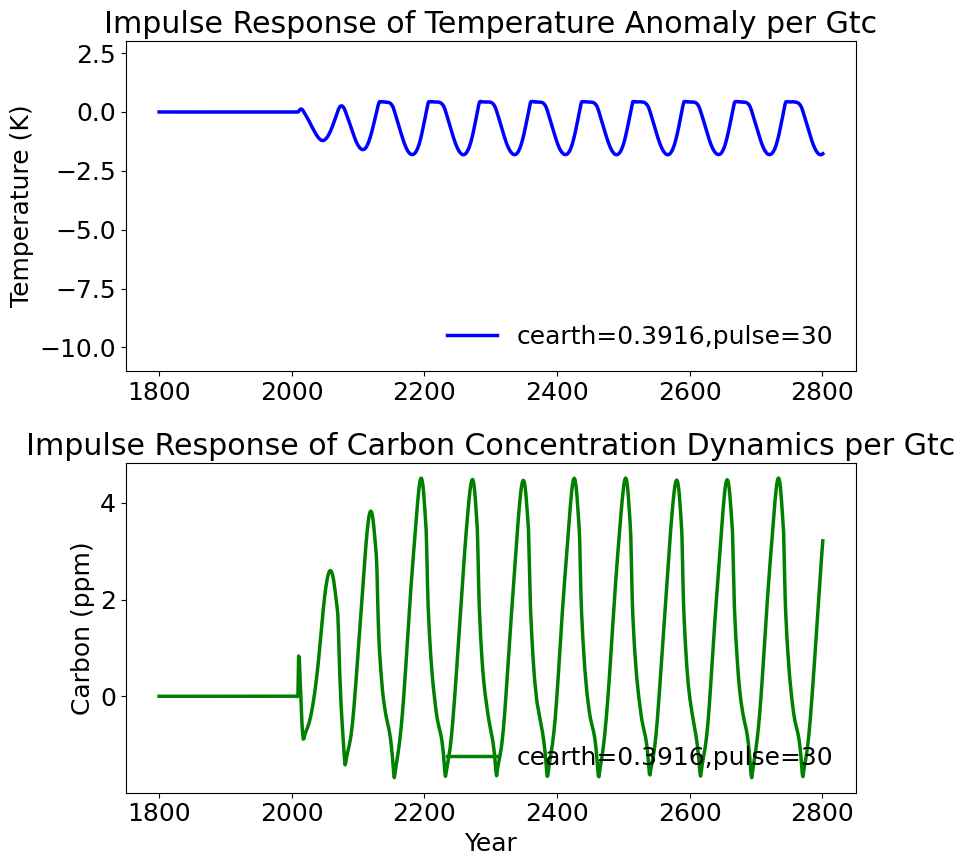 Impulse Response of Temperature Anomaly per Gtc
2.5
0.0
−2.5
−5.0
−7.5
−10.0
Temperature (K)
cearth=0.3916,pulse=30
1800 2000 2200 2400 2600 2800
Impulse Response of Carbon Concentration Dynamics per Gtc
4
2
0
Carbon (ppm)
cearth=0.3916,pulse=30
1800 2000 2200 2400 2600 2800
Year